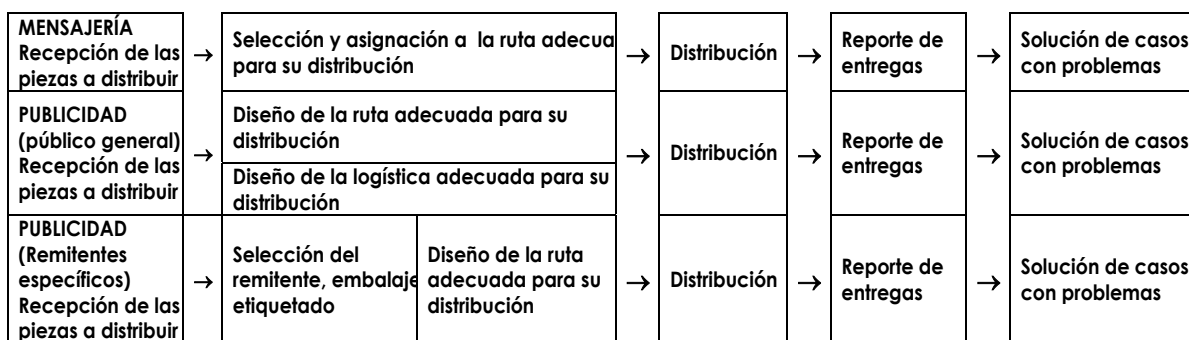 MENSAJERÍA
Recepción de las
piezas a distribuir
→
Selección y asignación a la ruta adecua
para su distribución
→
Distribución
→
Reporte de
entregas
→
Solución de casos
con problemas
PUBLICIDAD
(público general)
Recepción de las
piezas a distribuir
→
Diseño de la ruta adecuada para su
distribución
Diseño de la logística adecuada para su
distribución
→
Distribución
→
Reporte de
entregas
→
Solución de casos
con problemas
PUBLICIDAD
(Remitentes
específicos)
Recepción de las
piezas a distribuir
→
Selección del
remitente, embalaje
etiquetado
Diseño de la ruta
adecuada para su
distribución
→
Distribución
→
Reporte de
entregas
→
Solución de casos
con problemas